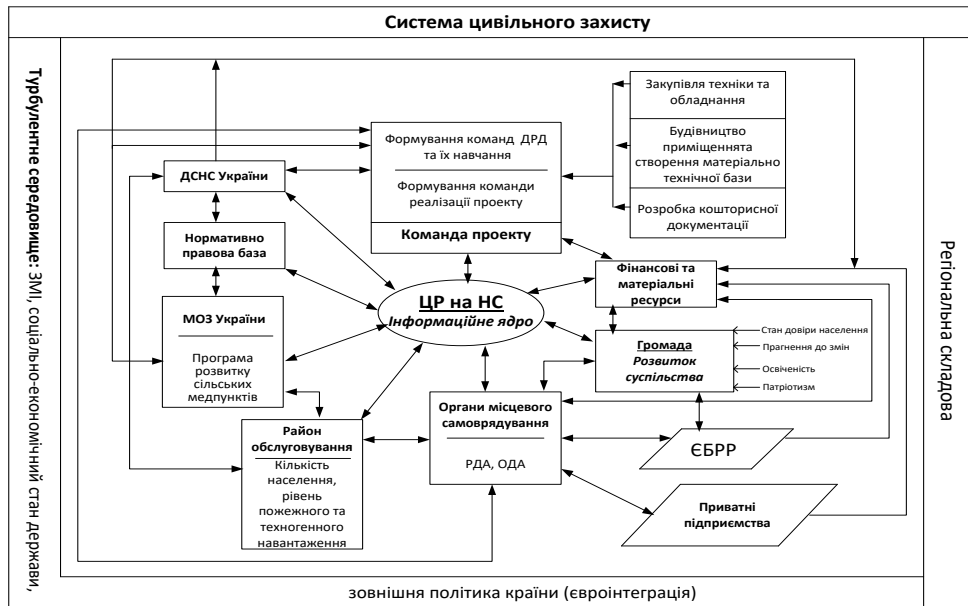 Система цивільного захисту
Турбулентне середовище: ЗМІ, соціально-економічний стан держави,
Закупівля техніки та
обладнання
Будівництво
приміщеннята
створення матеріально
технічної бази
Розробка кошторисної
документації
Формування команд ДРД
та їх навчання
Формування команди
реалізації проекту
Команда проекту
ДСНС України
Нормативно
правова база
МОЗ України
Програма
розвитку
сільських
медпунктів
ЦР на НС
Інформаційне ядро
Фінансові та
матеріальні
ресурси
Громада
Розвиток
суспільства
Стан довіри населення
Прагнення до змін
Освіченість
Патріотизм
Район
обслуговування
Кількість
населення,
рівень
пожежного та
техногенного
навантаження
Органи місцевого
самоврядування
РДА, ОДА
ЄБРР
Приватні
підприємства
Регіональна складова
зовнішня політика країни (євроінтеграція)